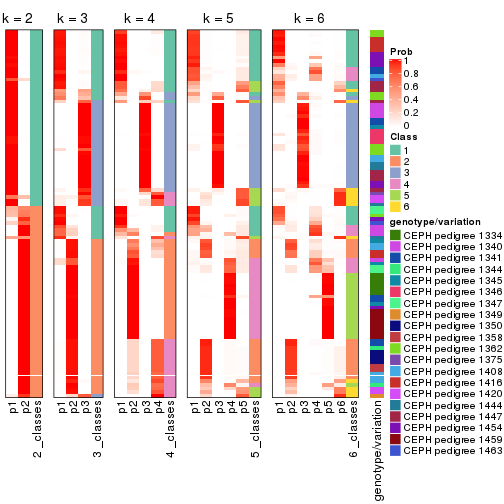 k = 2
k = 3
k = 4
k = 5
k = 6
p1
p2
2_classes
p1
p2
p3
3_classes
p1
p2
p3
p4
4_classes
p1
p2
p3
p4
p5
5_classes
p1
p2
p3
p4
p5
p6
6_classes
genotype/variation
Prob
1
0.8
0.6
0.4
0.2
0
Class
1
2
3
4
5
6
genotype/variation
CEPH pedigree 1334
CEPH pedigree 1340
CEPH pedigree 1341
CEPH pedigree 1344
CEPH pedigree 1345
CEPH pedigree 1346
CEPH pedigree 1347
CEPH pedigree 1349
CEPH pedigree 1350
CEPH pedigree 1358
CEPH pedigree 1362
CEPH pedigree 1375
CEPH pedigree 1408
CEPH pedigree 1416
CEPH pedigree 1420
CEPH pedigree 1444
CEPH pedigree 1447
CEPH pedigree 1454
CEPH pedigree 1459
CEPH pedigree 1463